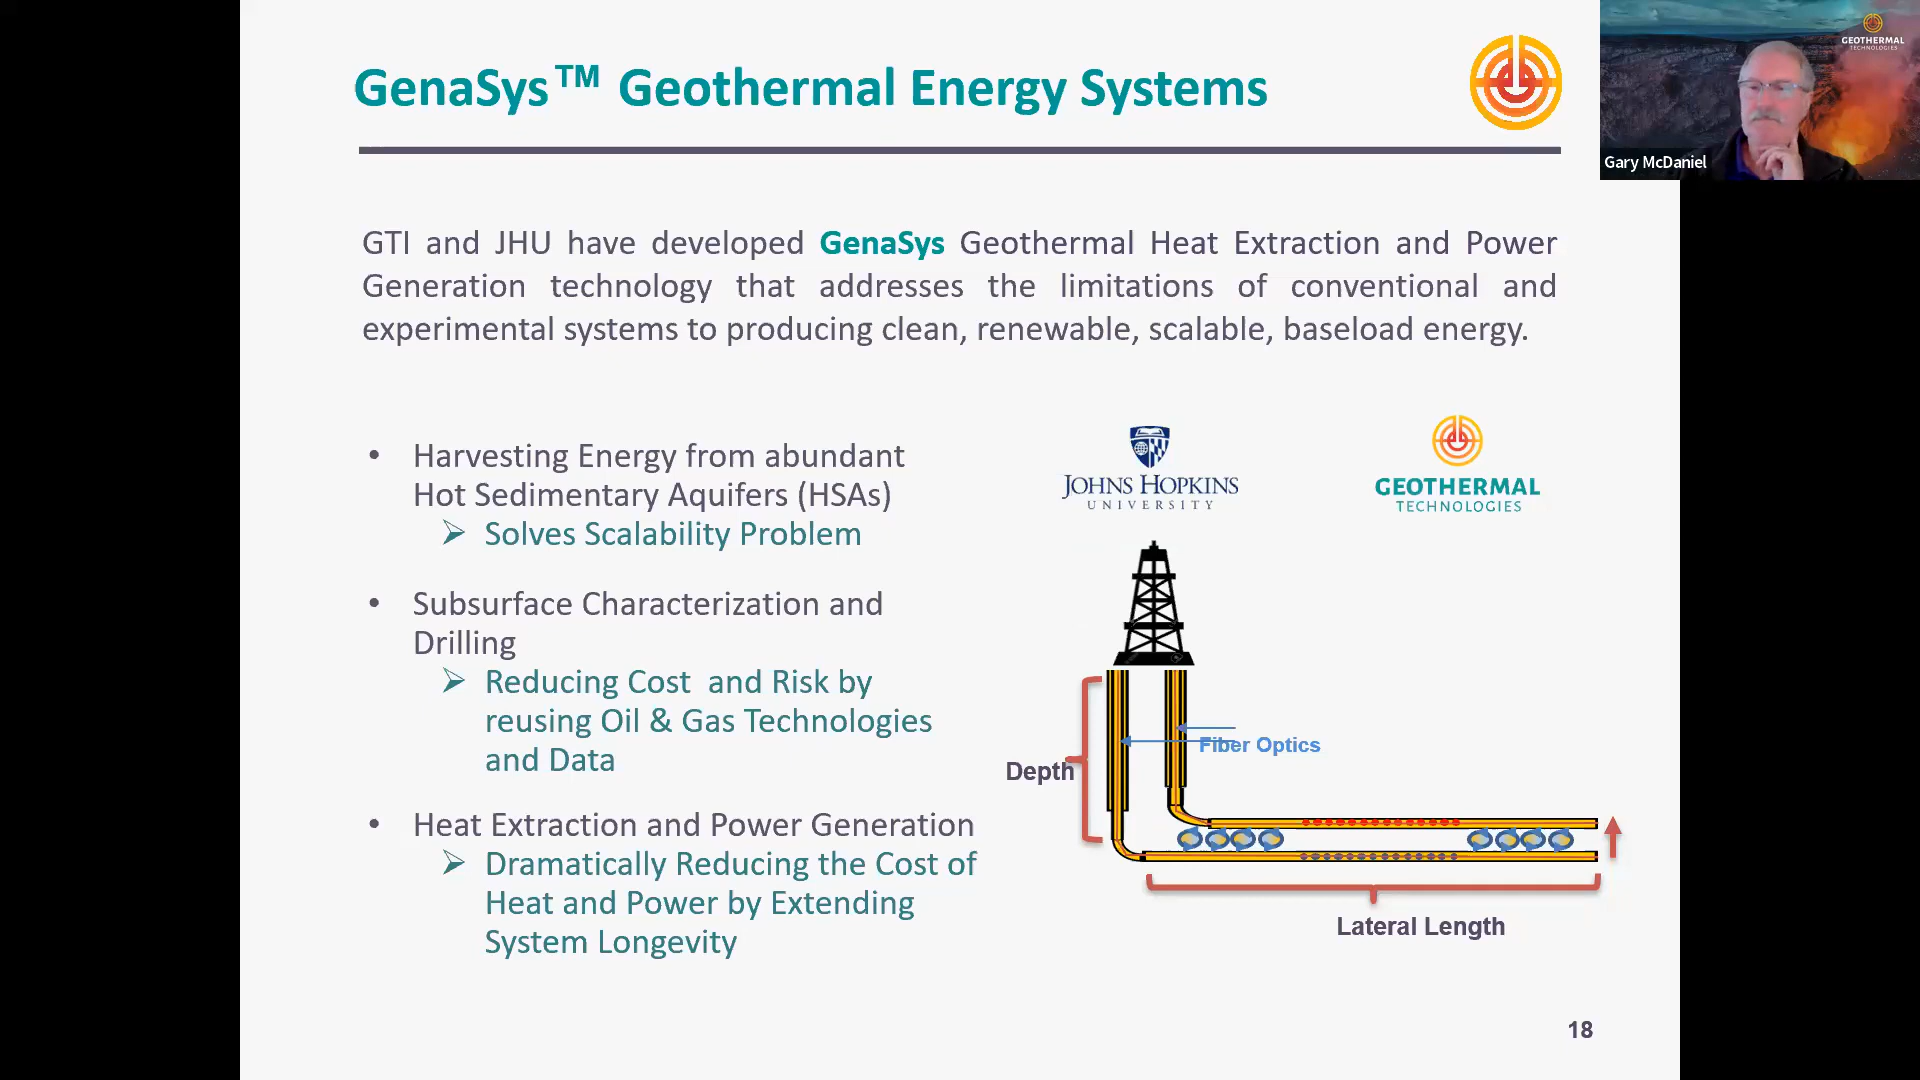 GenaSys™ Geothermal Energy Systems
GEOTHERMAL
TECHNOLOGIES
Gary McDaniel
GTI and JHU have developed GenaSys Geothermal Heat Extraction and Power
Generation technology that addresses the limitations of conventional and
experimental systems to producing clean, renewable, scalable, baseload energy.
• Harvesting Energy from abundant
Hot Sedimentary Aquifers (HSAs)
➢ Solves Scalability Problem
• Subsurface Characterization and
Drilling
➢ Reducing Cost and Risk by
reusing Oil & Gas Technologies
and Data
• Heat Extraction and Power Generation
➢ Dramatically Reducing the Cost of
Heat and Power by Extending
System Longevity
JOHNS HOPKINS
UNIVERSITY
GEOTHERMAL
TECHNOLOGIES
Fiber Optics
Depth
Lateral Length
18